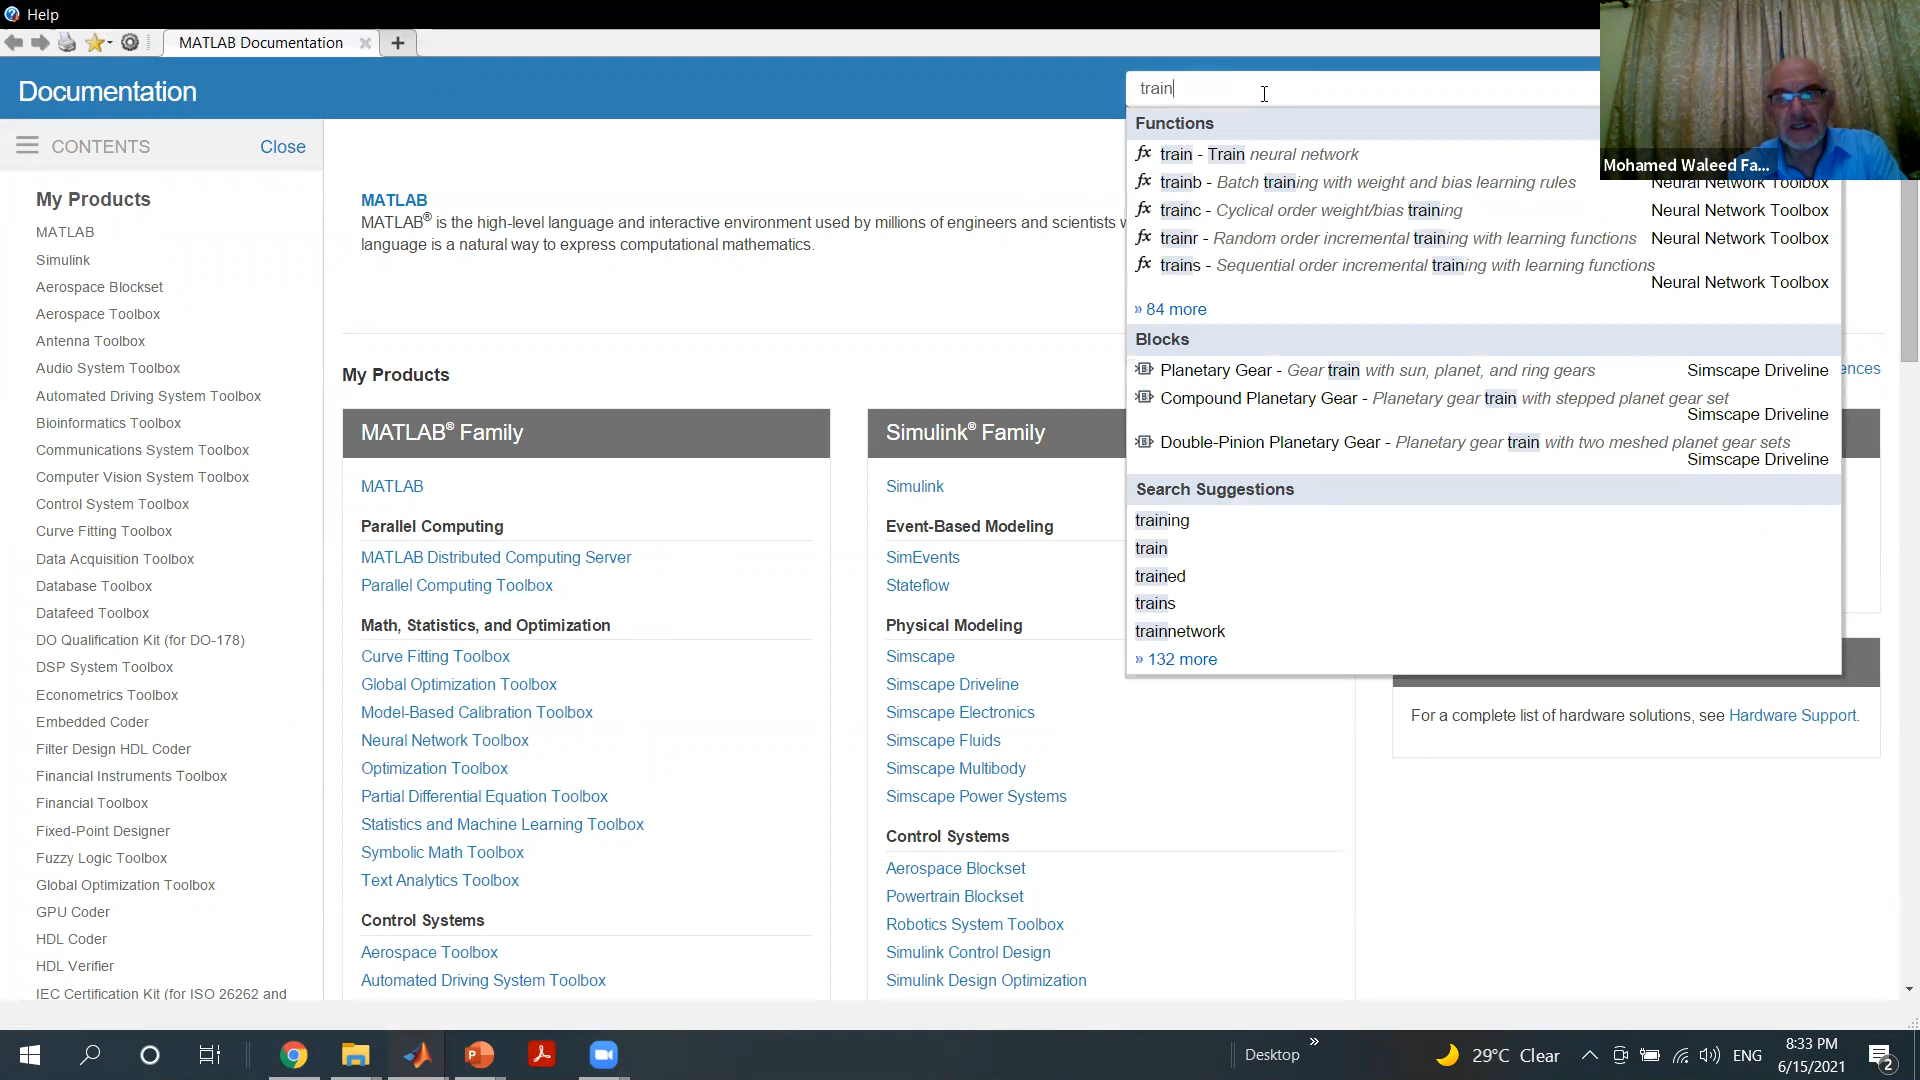 Help
MATLAB Documentation
Documentation
train
CONTENTS
Close
My Products
MATLAB
Simulink
Aerospace Blockset
Aerospace Toolbox
Antenna Toolbox
Audio System Toolbox
Automated Driving System Toolbox
Bioinformatics Toolbox
Communications System Toolbox
Computer Vision System Toolbox
Control System Toolbox
Curve Fitting Toolbox
Data Acquisition Toolbox
Database Toolbox
Datafeed Toolbox
DO Qualification Kit (for DO-178)
DSP System Toolbox
Econometrics Toolbox
Embedded Coder
Filter Design HDL Coder
Financial Instruments Toolbox
Financial Toolbox
Fixed-Point Designer
Fuzzy Logic Toolbox
Global Optimization Toolbox
GPU Coder
HDL Coder
HDL Verifier
IEC Certification Kit (for ISO 26262 and
MATLAB
MATLAB® is the high-level language and interactive environment used by millions of engineers and scientists
language is a natural way to express computational mathematics.
My Products
MATLAB® Family
MATLAB
Parallel Computing
MATLAB Distributed Computing Server
Parallel Computing Toolbox
Math, Statistics, and Optimization
Curve Fitting Toolbox
Global Optimization Toolbox
Model-Based Calibration Toolbox
Neural Network Toolbox
Optimization Toolbox
Partial Differential Equation Toolbox
Statistics and Machine Learning Toolbox
Symbolic Math Toolbox
Text Analytics Toolbox
Control Systems
Aerospace Toolbox
Automated Driving System Toolbox
Simulink® Family
Simulink
Event-Based Modeling
SimEvents
Stateflow
Physical Modeling
Simscape
Simscape Driveline
Simscape Electronics
Simscape Fluids
Simscape Multibody
Simscape Power Systems
Control Systems
Aerospace Blockset
Powertrain Blockset
Robotics System Toolbox
Simulink Control Design
Simulink Design Optimization
Functions
fx train - Train neural network
fx trainb - Batch training with weight and bias learning rules Neural Network Toolbox
fx trainc - Cyclical order weight/bias training Neural Network Toolbox
fx trainr - Random order incremental training with learning functions Neural Network Toolbox
fx trains - Sequential order incremental training with learning functions
Neural Network Toolbox
» 84 more
Blocks
Planetary Gear - Gear train with sun, planet, and ring gears Simscape Driveline
Compound Planetary Gear - Planetary gear train with stepped planet gear set
Simscape Driveline
Double-Pinion Planetary Gear - Planetary gear train with two meshed planet gear sets
Simscape Driveline
Search Suggestions
training
train
trained
trains
trainnetwork
» 132 more
For a complete list of hardware solutions, see Hardware Support.
Mohamed Waleed Fa...
Desktop
29°C Clear
ENG
8:33 PM
6/15/2021
2